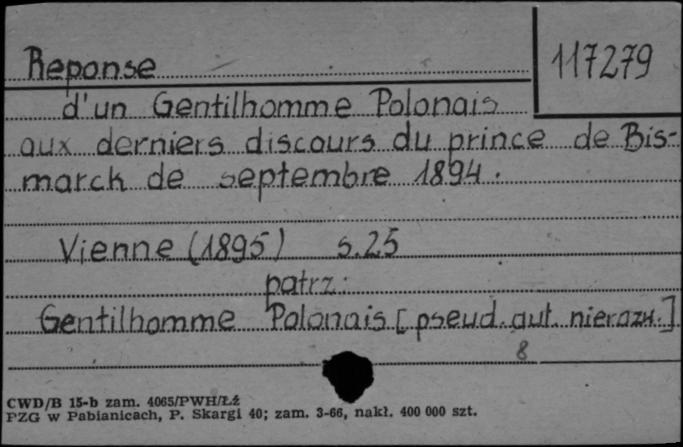 Reponse
117279
d'un Gentilhomme Polonais
aux derniers discours du prince de Bis-
marck de septembre 1894.
Vienne (1895) s.25
patrz:
Gentilhomme Polonais [pseud. aut. nierozw.]
8
CWD/B 15-b zam. 4065/PWH/Łź
PZG w Pabianicach, P. Skargi 40; zam. 3-66, nakł. 400 000 szt.